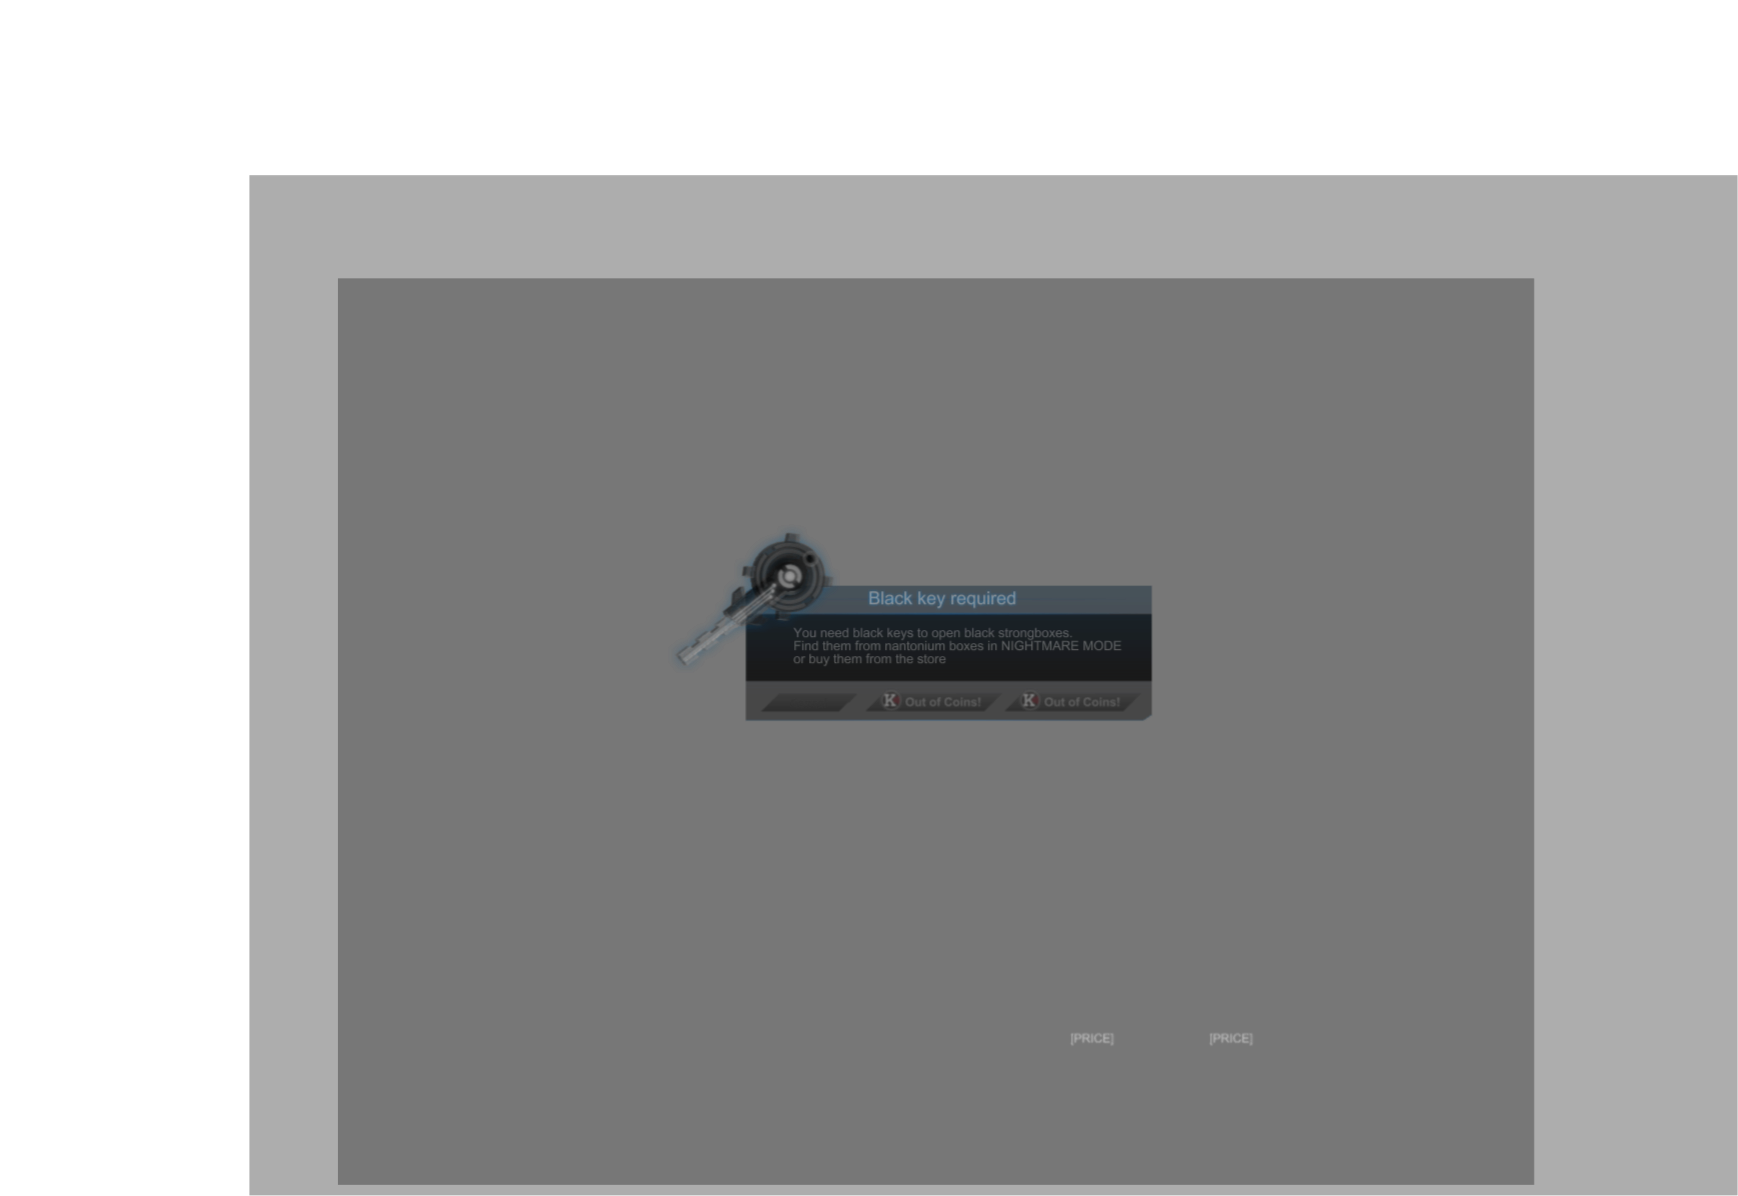 Black key required
You need black keys to open black strongboxes.
Find them from nantonium boxes in NIGHTMARE MODE
or buy them from the store
K Out of Coins! K Out of Coins!
[PRICE] [PRICE]